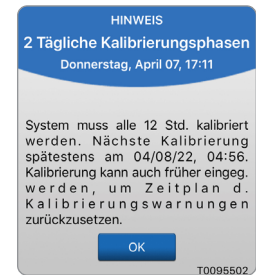 HINWEIS
2 Tägliche Kalibrierungsphasen
Donnerstag, April 07, 17:11
System muss alle 12 Std. kalibriert
werden. Nächste Kalibrierung
spätestens am 04/08/22, 04:56.
Kalibrierung kann auch früher eingeg.
werden, um Zeitplan d.
Kalibrierungswarnungen
zurückzusetzen.
OK
T0095502